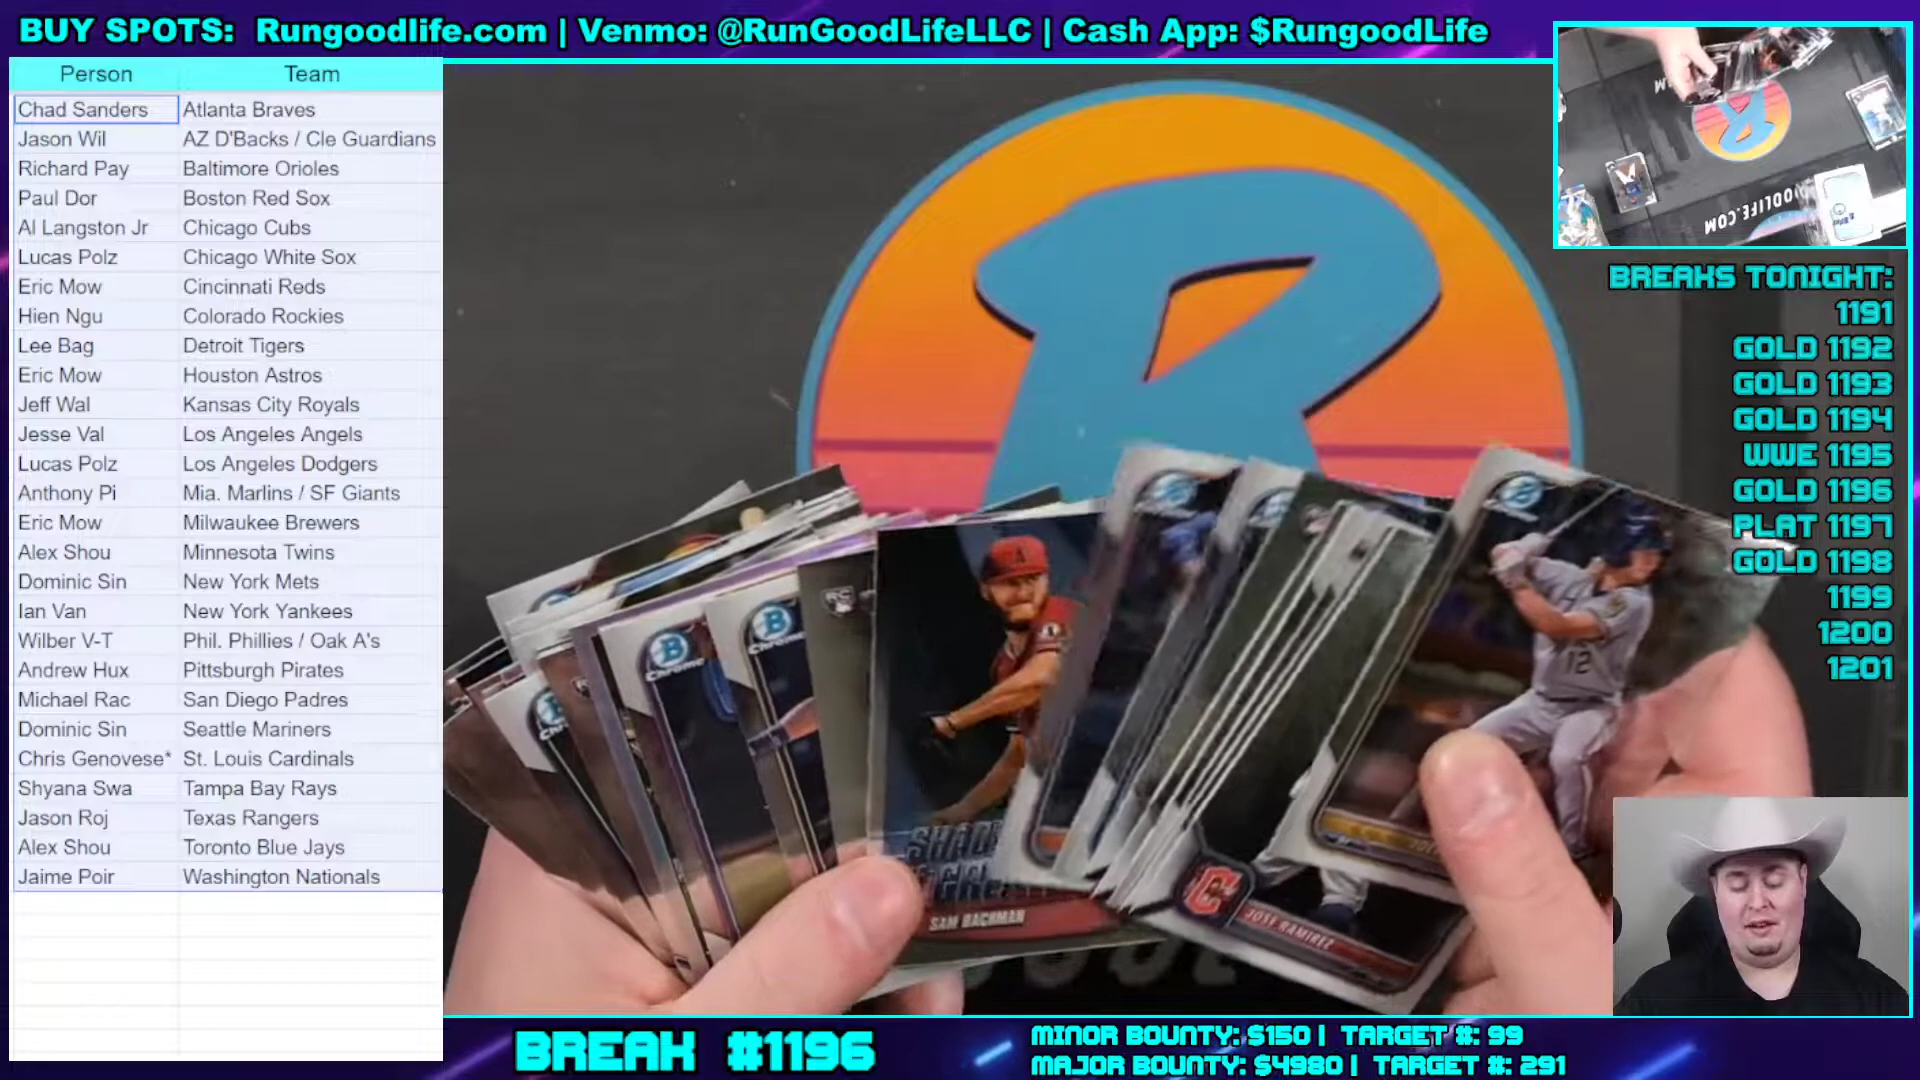 BUY SPOTS: Rungoodlife.com | Venmo: @RunGoodLifeLLC | Cash App: $RungoodLife
Person Team
Chad Sanders Atlanta Braves
Jason Wil AZ D'Backs / Cle Guardians
Richard Pay Baltimore Orioles
Paul Dor Boston Red Sox
Al Langston Jr Chicago Cubs
Lucas Polz Chicago White Sox
Eric Mow Cincinnati Reds
Hien Ngu Colorado Rockies
Lee Bag Detroit Tigers
Eric Mow Houston Astros
Jeff Wal Kansas City Royals
Jesse Val Los Angeles Angels
Lucas Polz Los Angeles Dodgers
Anthony Pi Mia. Marlins / SF Giants
Eric Mow Milwaukee Brewers
Alex Shou Minnesota Twins
Dominic Sin New York Mets
Ian Van New York Yankees
Wilber V-T Phil. Phillies / Oak A's
Andrew Hux Pittsburgh Pirates
Michael Rac San Diego Padres
Dominic Sin Seattle Mariners
Chris Genovese* St. Louis Cardinals
Shyana Swa Tampa Bay Rays
Jason Roj Texas Rangers
Alex Shou Toronto Blue Jays
Jaime Poir Washington Nationals
R
B
Chrome
B
Chrome
RC
A
SAM BACHMAN
C
JOSE RAMIREZ
12
BREAKS TONIGHT:
1191
GOLD 1192
GOLD 1193
GOLD 1194
WWE 1195
GOLD 1196
PLAT 1197
GOLD 1198
1199
1200
1201
BREAK #1196
MINOR BOUNTY: $150 | TARGET #: 99
MAJOR BOUNTY: $4980 | TARGET #: 291